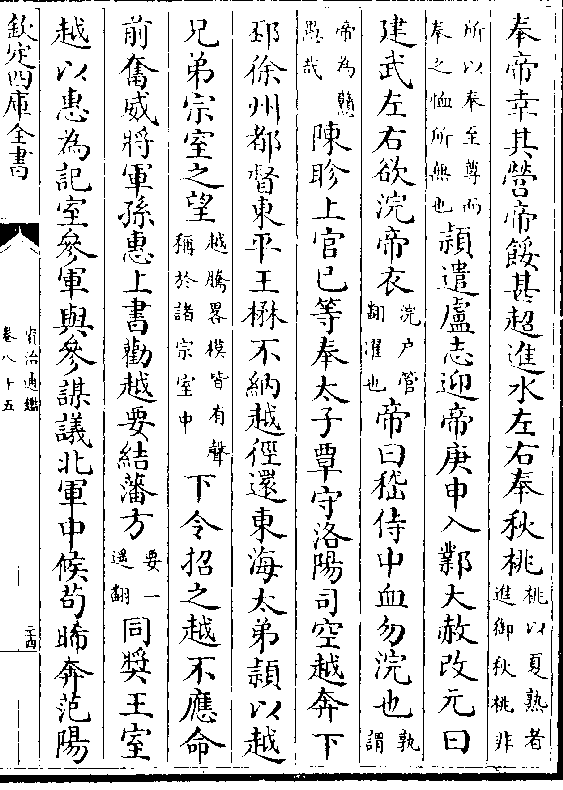 奉帝幸其營帝餒甚超進水左右奉秋桃桃以夏熟者進御秋桃非
所以奉至尊而奉之恤所無也穎遣盧志迎帝庚申入鄴大赦改元曰
建武左右欲浣帝衣浣户管翻濯也帝曰嵇侍中血勿浣也孰謂
帝為戇愚哉陳眕上官巳等奉太子覃守洛陽司空越奔下
邳徐州都督東平王楙不納越徑還東海太弟穎以越
兄弟宗室之望越騰畧模皆有聲稱於諸宗室中下令招之越不應命
前奮威將軍孫惠上書勸越要結藩方要一遥翻同奬王室
越以惠為記室參軍與參謀議北軍中候苟晞奔范陽
欽定四庫全書
資治通鑑
卷八十五
二十四